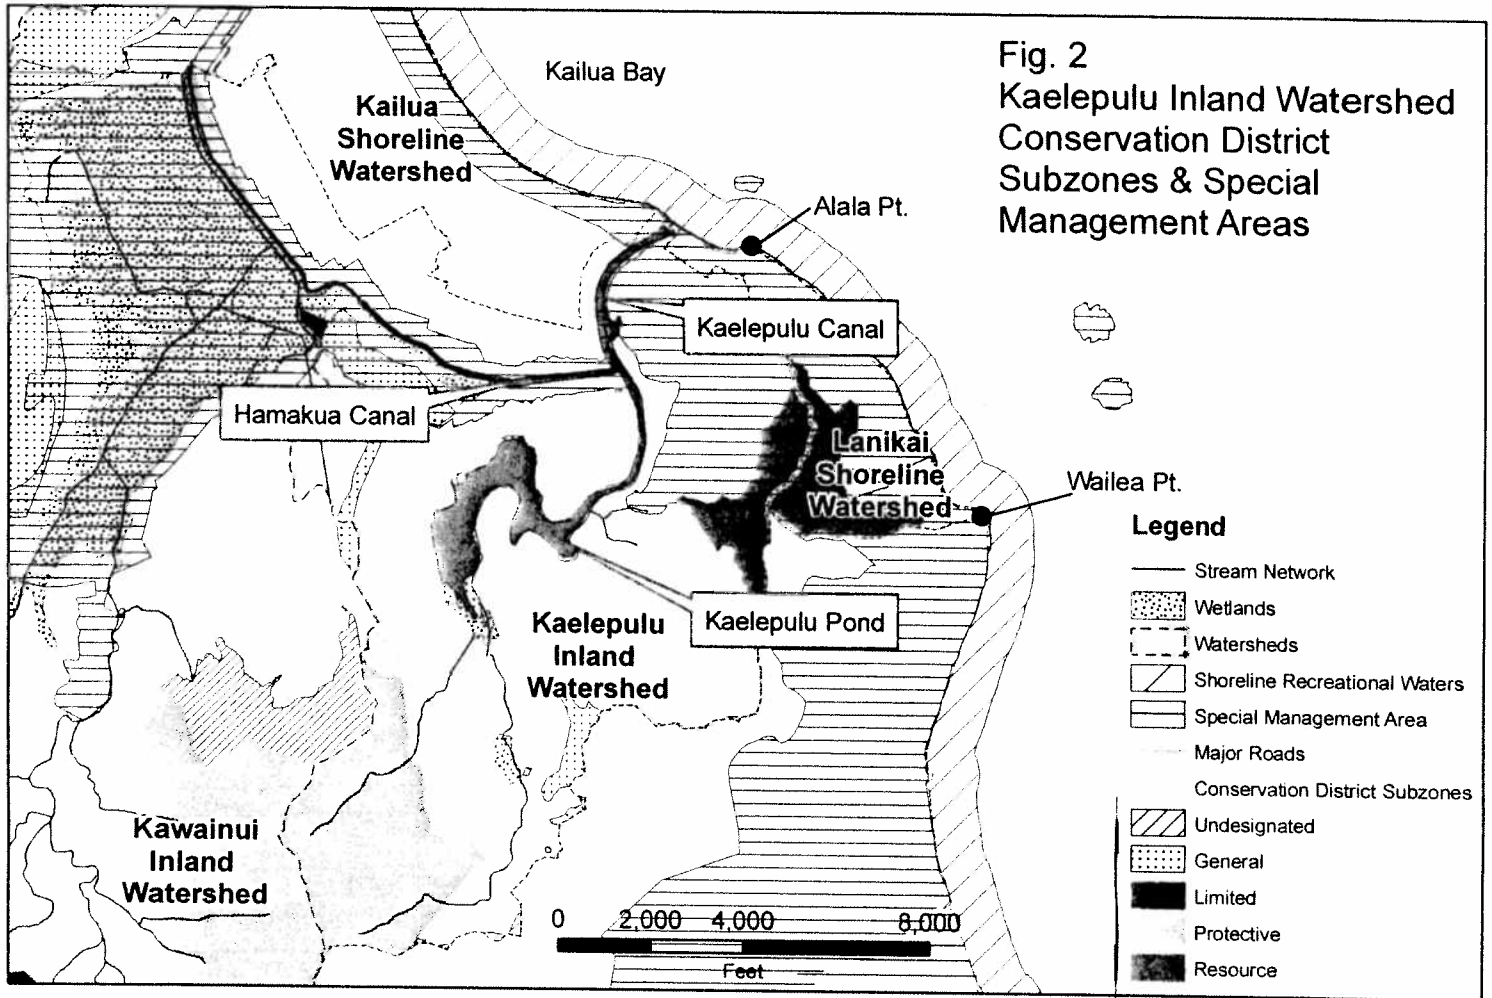 Fig. 2
Kaelepulu Inland Watershed
Conservation District
Subzones & Special
Management Areas
Kailua Bay
Kailua
Shoreline
Watershed
Alala Pt.
Kaelepulu Canal
Hamakua Canal
Lanikai
Shoreline
Watershed
Wailea Pt.
Kaelepulu Pond
Kaelepulu
Inland
Watershed
Kawainui
Inland
Watershed
Legend
Stream Network
Wetlands
Watersheds
Shoreline Recreational Waters
Special Management Area
Major Roads
Conservation District Subzones
Undesignated
General
Limited
Protective
Resource
0 2,000 4,000 8,000
Feet